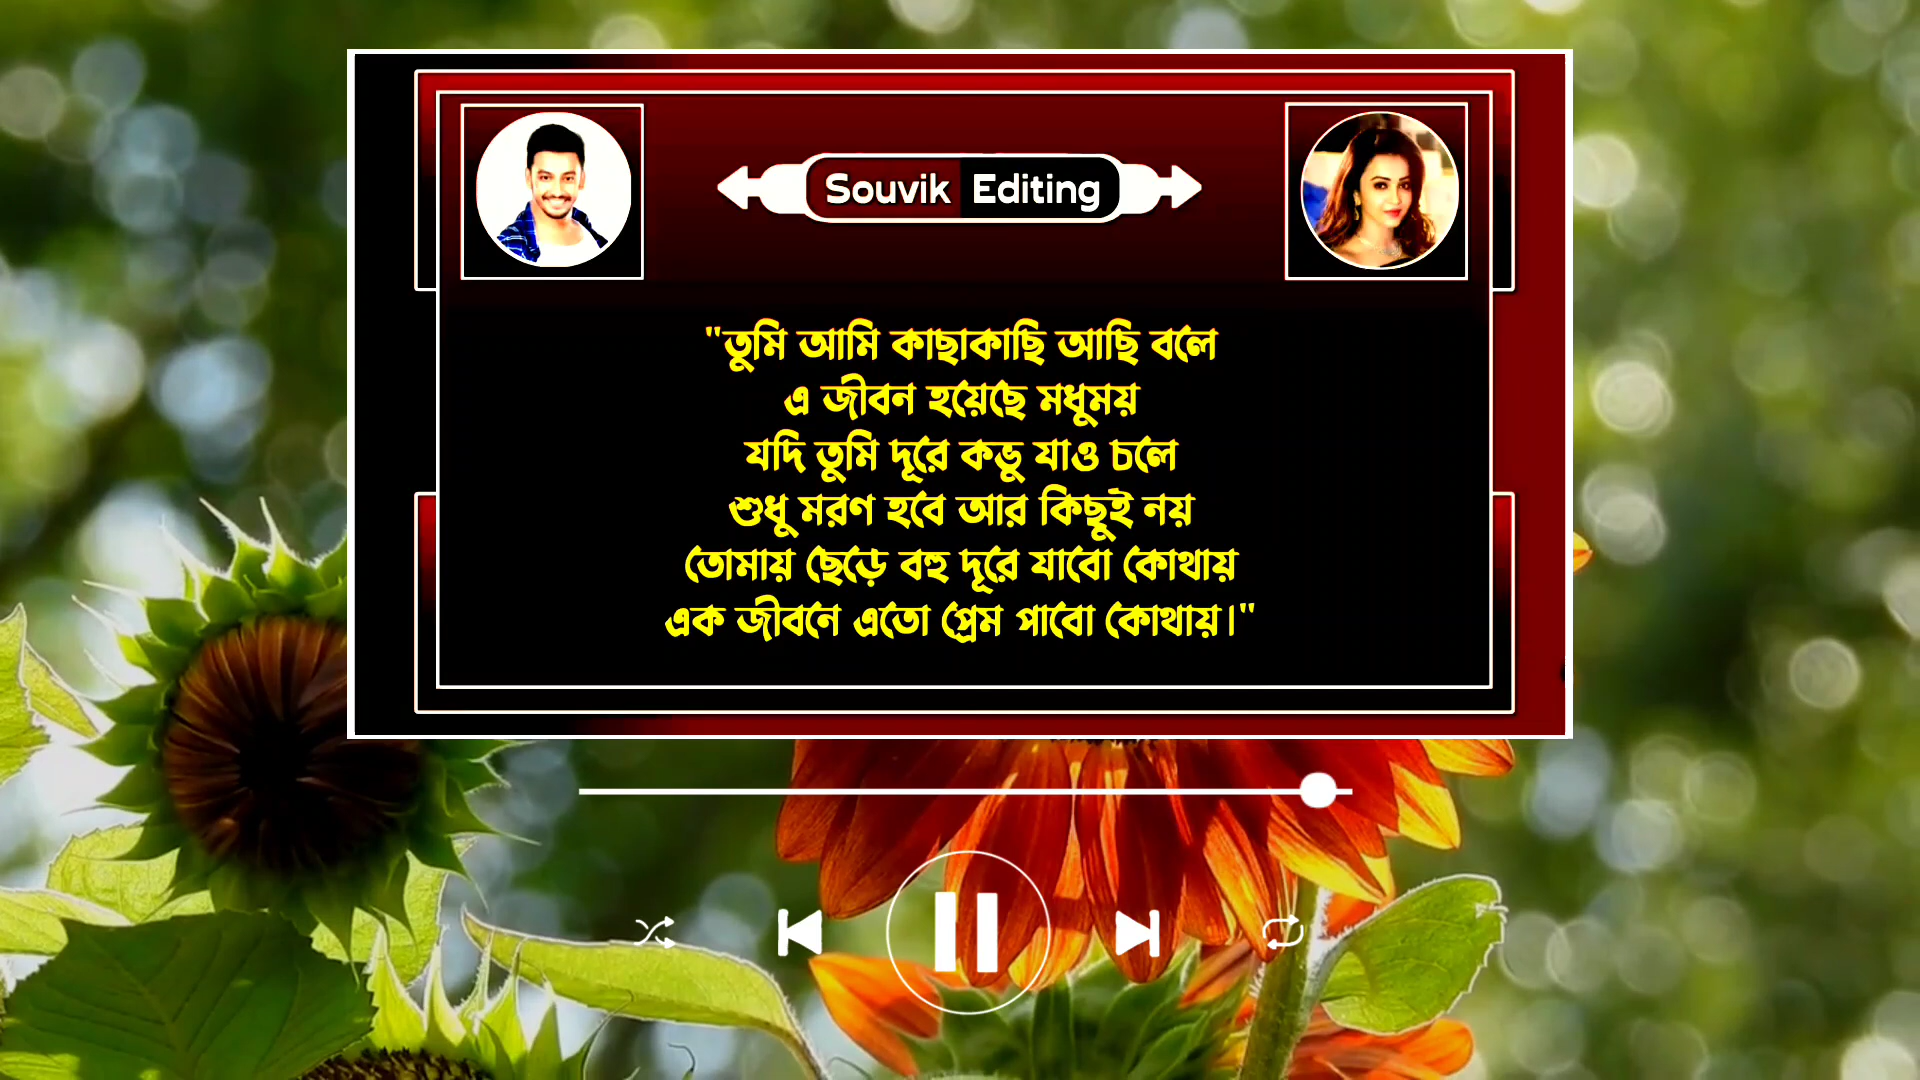 Souvik Editing
"তুমি আমি কাছাকাছি আছি বলে
এ জীবন হয়েছে মধুময়
যদি তুমি দূরে কভু যাও চলে
শুধু মরণ হবে আর কিছুই নয়
তোমায় ছেড়ে বহু দূরে যাবো কোথায়
এক জীবনে এতো প্রেম পাবো কোথায়।"